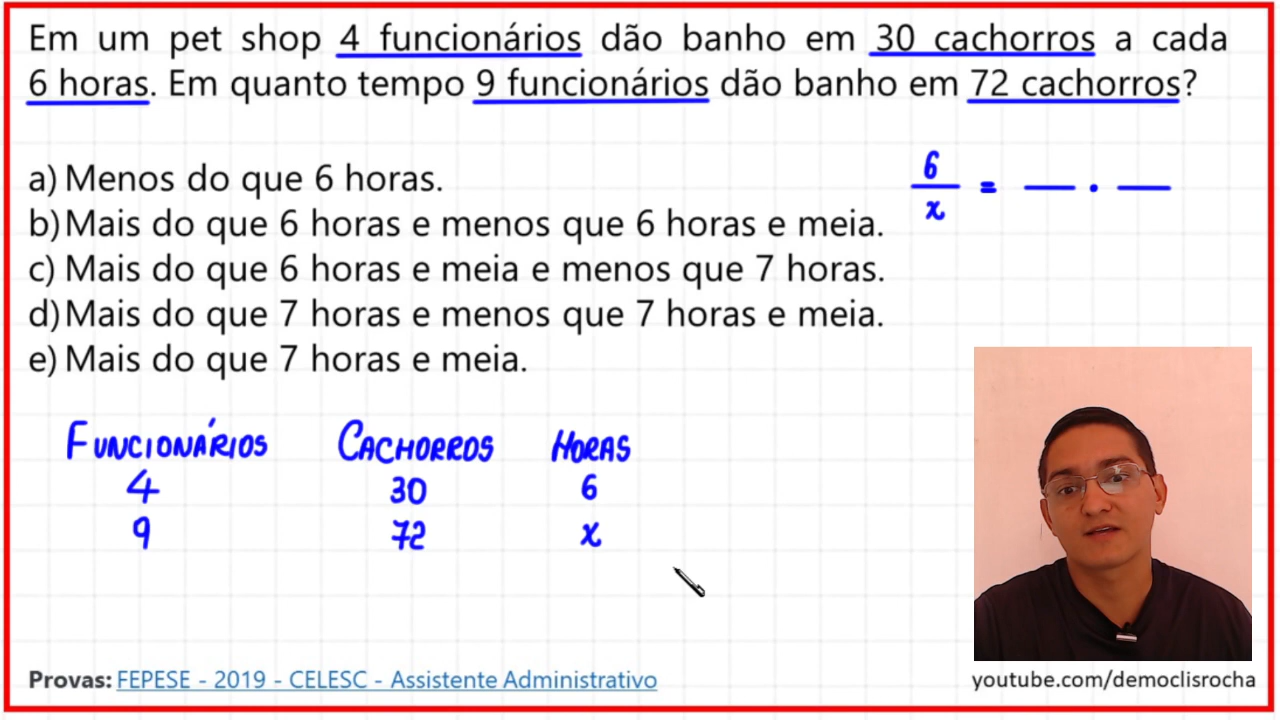 Em um pet shop 4 funcionários dão banho em 30 cachorros a cada
6 horas. Em quanto tempo 9 funcionários dão banho em 72 cachorros?
a) Menos do que 6 horas.
b) Mais do que 6 horas e menos que 6 horas e meia.
c) Mais do que 6 horas e meia e menos que 7 horas.
d) Mais do que 7 horas e menos que 7 horas e meia.
e) Mais do que 7 horas e meia.
6
— = — . —
x
FUNCIONÁRIOS CACHORROS HORAS
4 30 6
9 72 x
Provas: FEPESE - 2019 - CELESC - Assistente Administrativo
youtube.com/democlisrocha